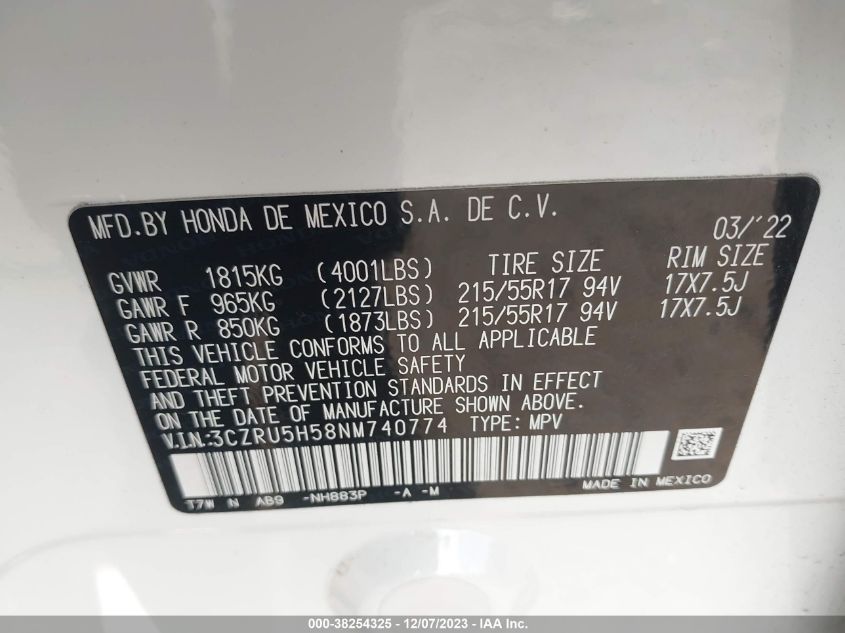 MFD.BY HONDA DE MEXICO S.A. DE C.V. 03/'22
GVWR 1815KG (4001LBS) TIRE SIZE RIM SIZE
GAWR F 965KG (2127LBS) 215/55R17 94V 17X7.5J
GAWR R 850KG (1873LBS) 215/55R17 94V 17X7.5J
THIS VEHICLE CONFORMS TO ALL APPLICABLE
FEDERAL MOTOR VEHICLE SAFETY
AND THEFT PREVENTION STANDARDS IN EFFECT
ON THE DATE OF MANUFACTURE SHOWN ABOVE.
V.I.N:3CZRU5H58NM740774 TYPE: MPV
T7W N AB9 -NH883P -A -M MADE IN MEXICO
000-38254325 - 12/07/2023 - IAA Inc.